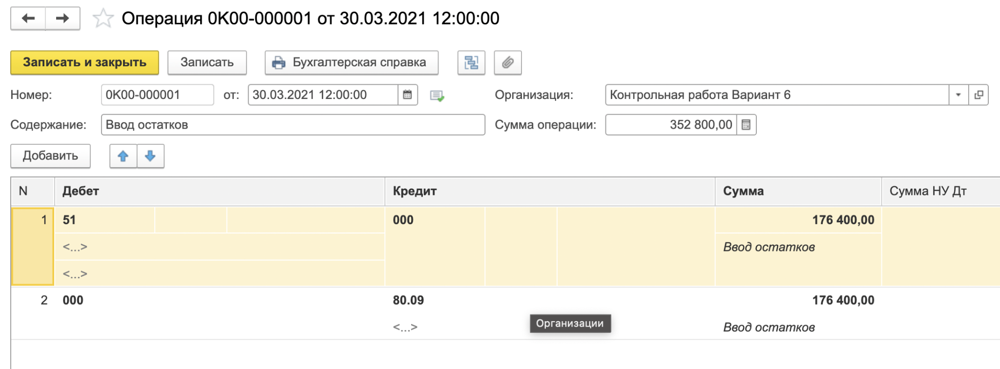 Операция 0К00-000001 от 30.03.2021 12:00:00
Записать и закрыть Записать Бухгалтерская справка
Номер: 0К00-000001 от: 30.03.2021 12:00:00 Организация: Контрольная работа Вариант 6
Содержание: Ввод остатков Сумма операции: 352 800,00
Добавить
N Дебет Кредит Сумма Сумма НУ Дт
1 51 000 176 400,00
<...> Ввод остатков
<...>
2 000 80.09 176 400,00
<...> Организации Ввод остатков